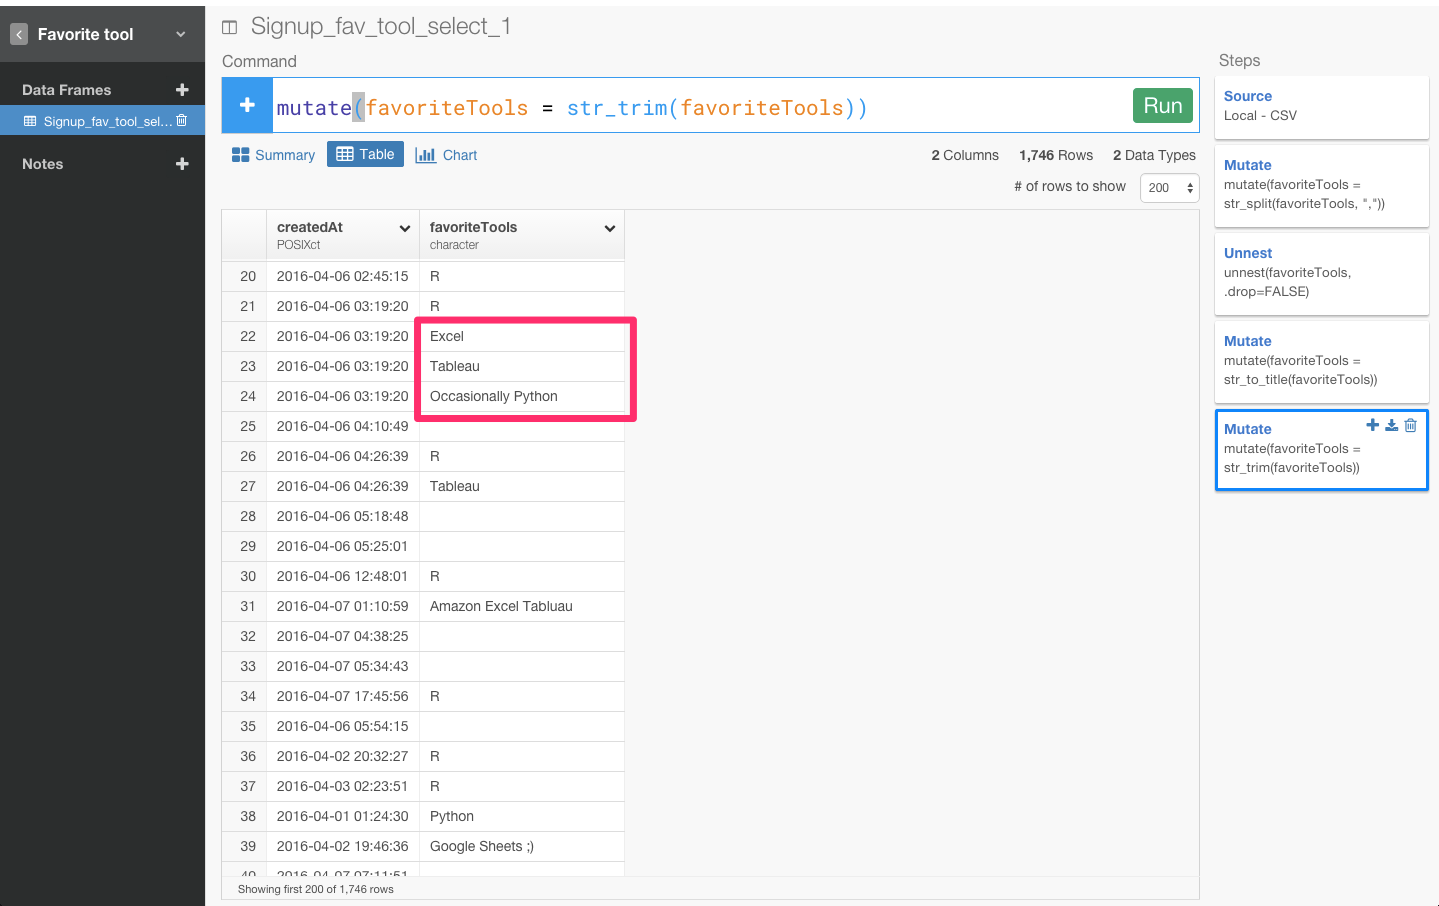 Favorite tool
Data Frames
Signup_fav_tool_sel...
Notes
Signup_fav_tool_select_1
Command
mutate(favoriteTools = str_trim(favoriteTools))
Run
Summary Table Chart
2 Columns 1,746 Rows 2 Data Types
# of rows to show 200
createdAt favoriteTools
POSIXct character
20 2016-04-06 02:45:15 R
21 2016-04-06 03:19:20 R
22 2016-04-06 03:19:20 Excel
23 2016-04-06 03:19:20 Tableau
24 2016-04-06 03:19:20 Occasionally Python
25 2016-04-06 04:10:49
26 2016-04-06 04:26:39 R
27 2016-04-06 04:26:39 Tableau
28 2016-04-06 05:18:48
29 2016-04-06 05:25:01
30 2016-04-06 12:48:01 R
31 2016-04-07 01:10:59 Amazon Excel Tabluau
32 2016-04-07 04:38:25
33 2016-04-07 05:34:43
34 2016-04-07 17:45:56 R
35 2016-04-06 05:54:15
36 2016-04-02 20:32:27 R
37 2016-04-03 02:23:51 R
38 2016-04-01 01:24:30 Python
39 2016-04-02 19:46:36 Google Sheets ;)
40 2016-04-07 07:11:51
Showing first 200 of 1,746 rows
Steps
Source
Local - CSV
Mutate
mutate(favoriteTools =
str_split(favoriteTools, ","))
Unnest
unnest(favoriteTools,
.drop=FALSE)
Mutate
mutate(favoriteTools =
str_to_title(favoriteTools))
Mutate
mutate(favoriteTools =
str_trim(favoriteTools))